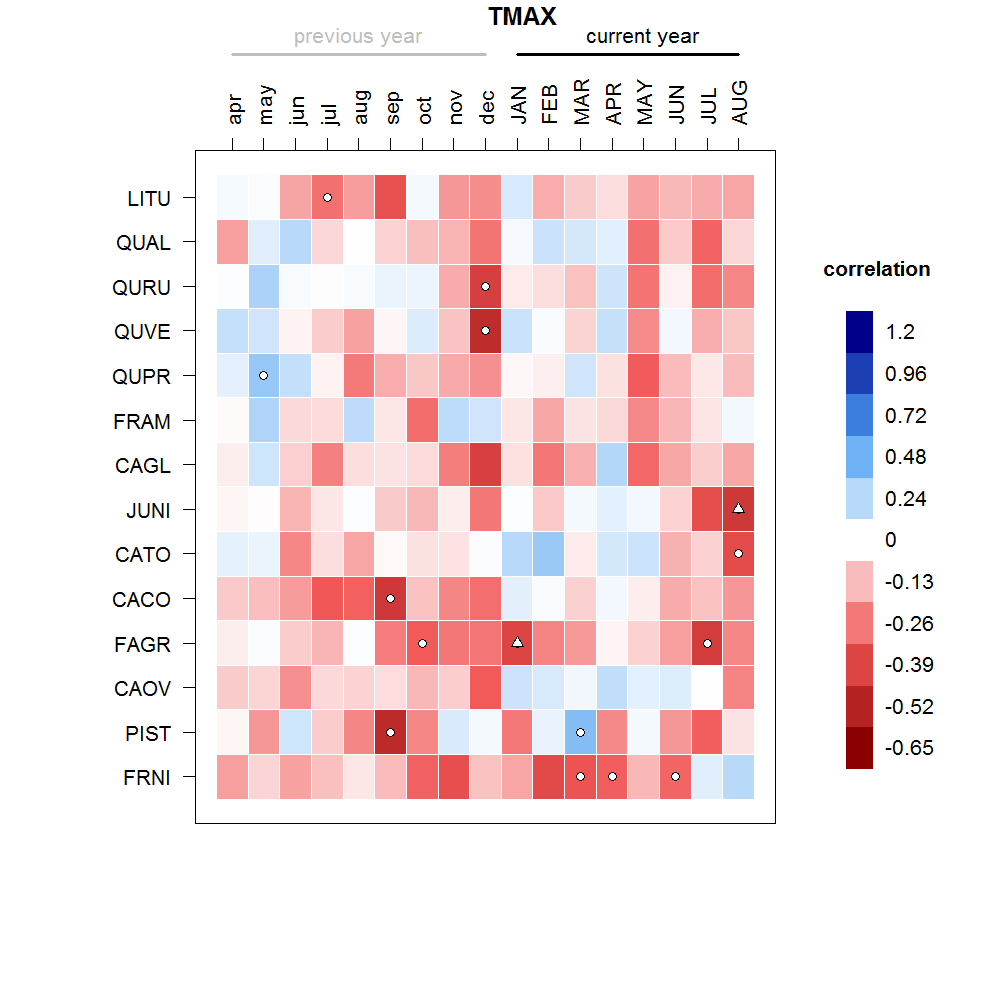 TMAX
previous year current year
apr may jun jul aug sep oct nov dec JAN FEB MAR APR MAY JUN JUL AUG
LITU
QUAL
QURU
QUVE
QUPR
FRAM
CAGL
JUNI
CATO
CACO
FAGR
CAOV
PIST
FRNI
correlation
1.2
0.96
0.72
0.48
0.24
0
-0.13
-0.26
-0.39
-0.52
-0.65